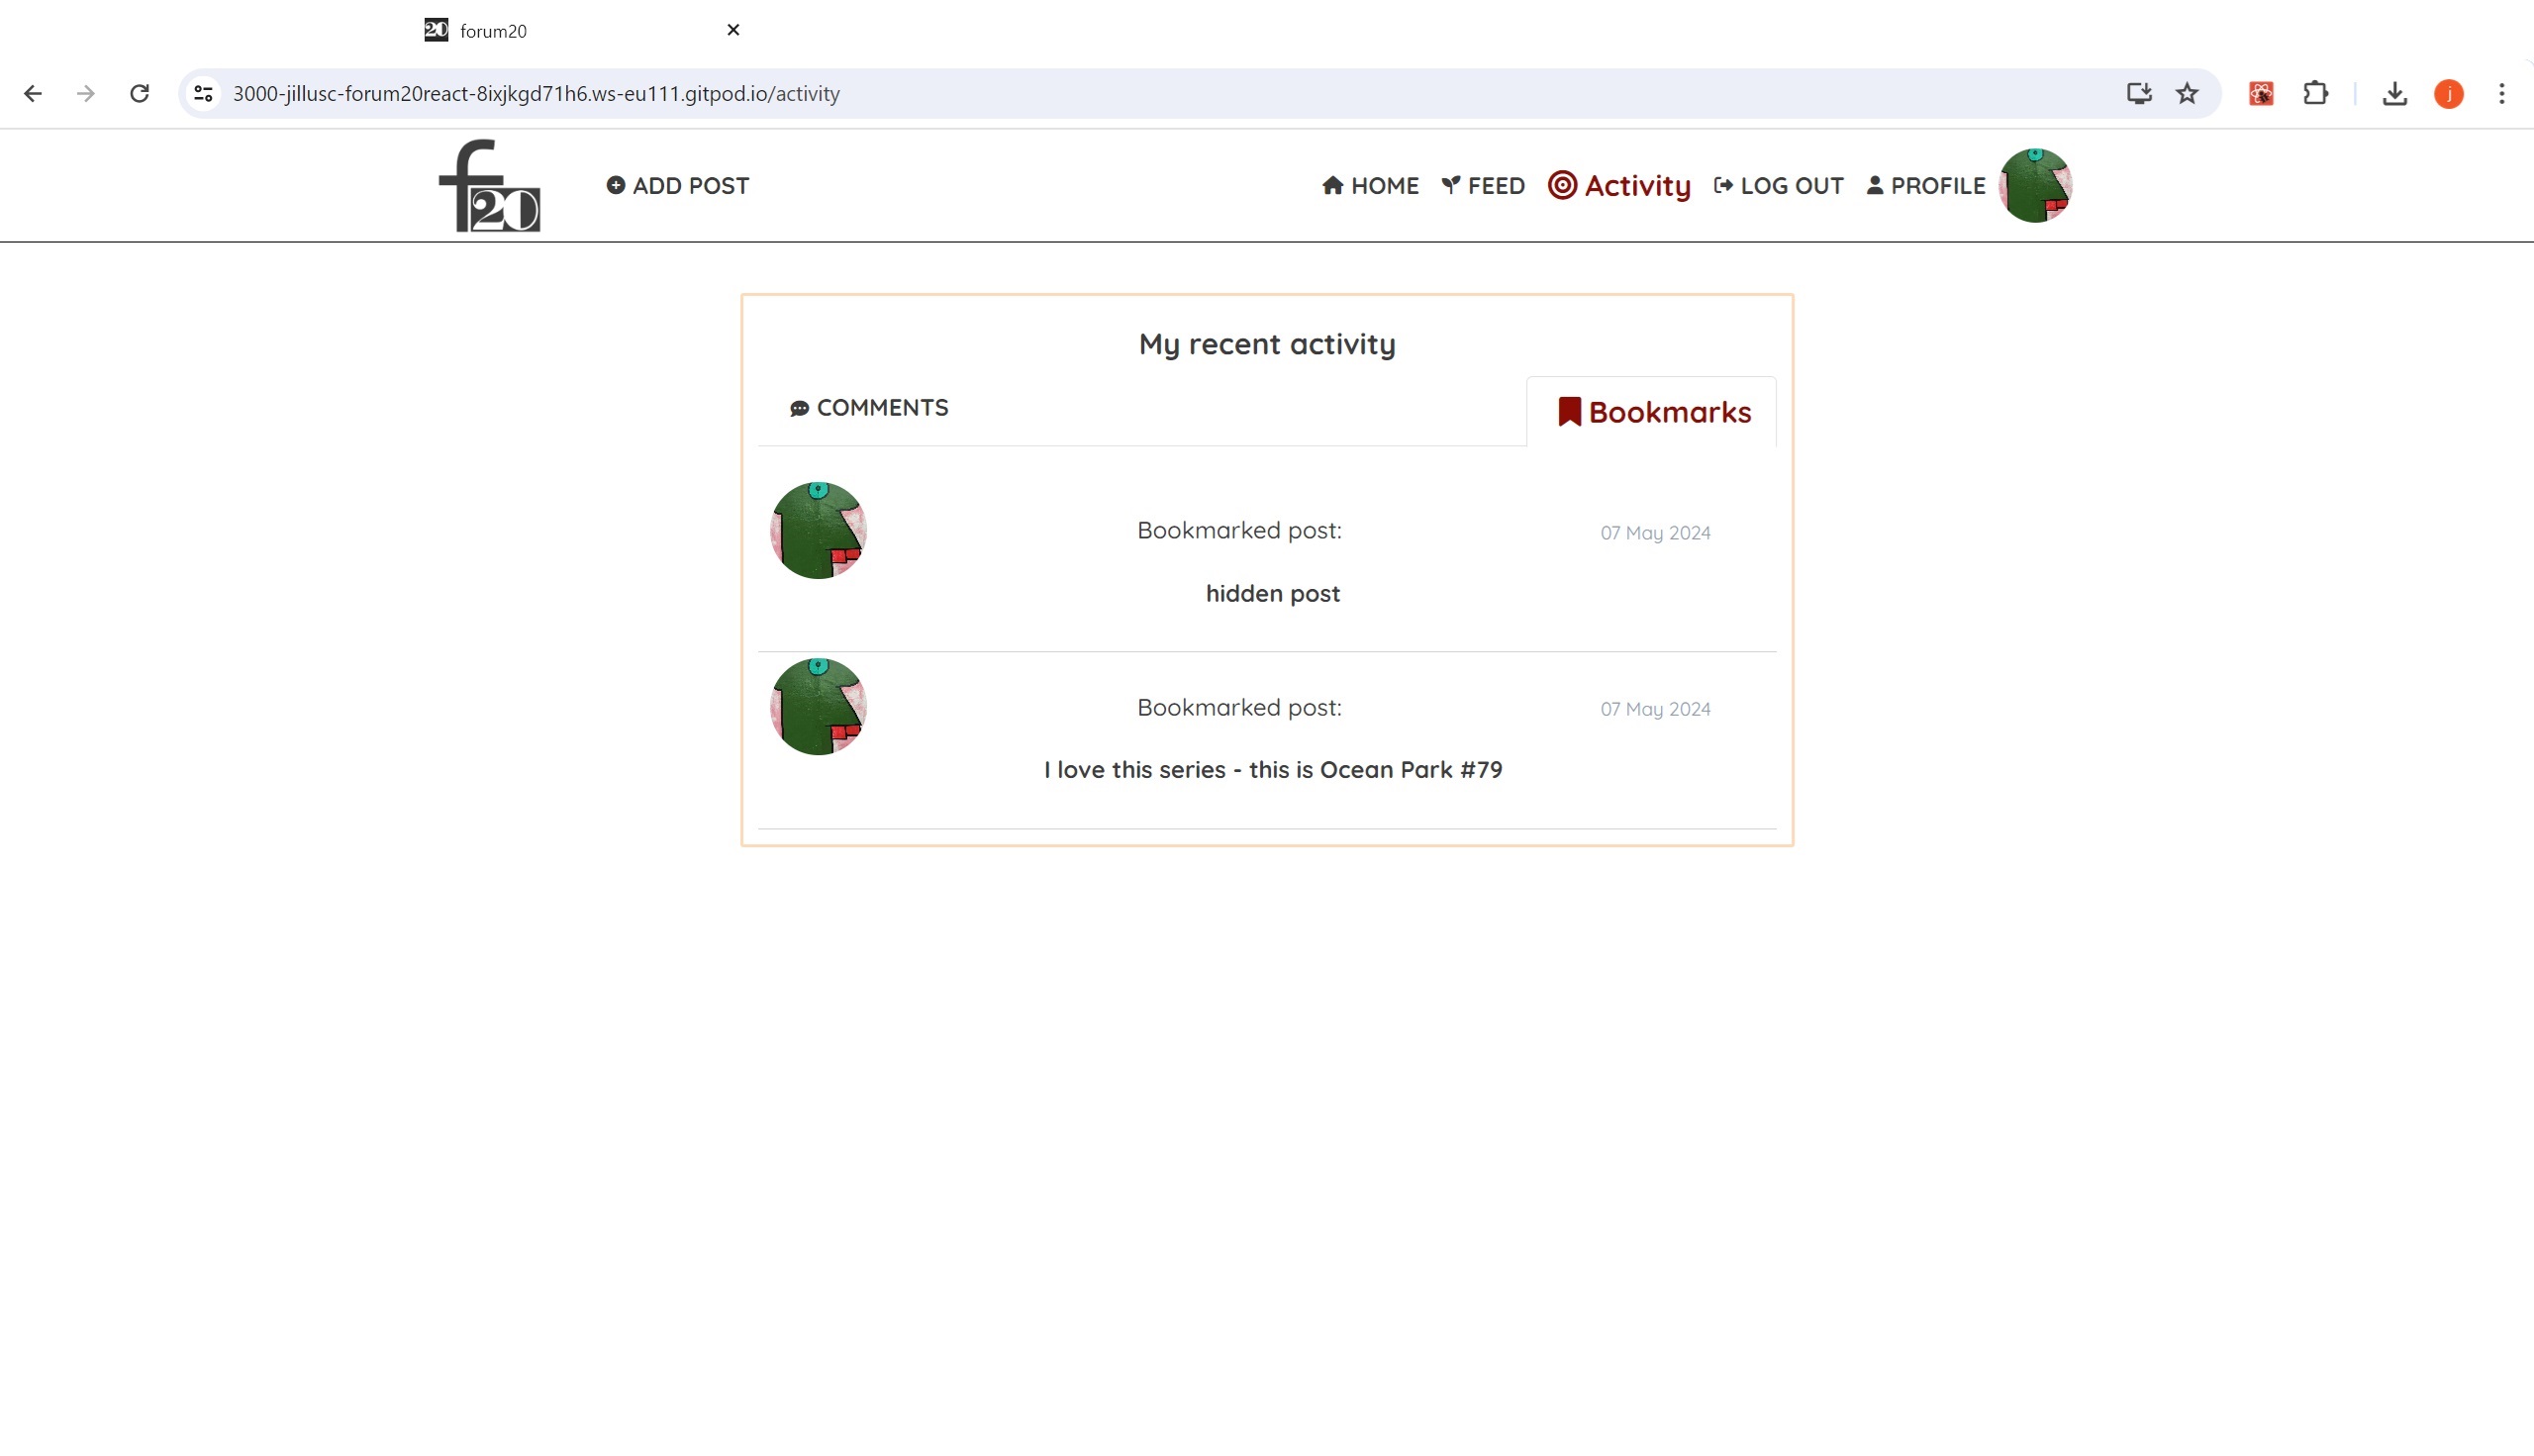 20 forum20
3000-jillusc-forum20react-8ixjkgd71h6.ws-eu111.gitpod.io/activity
j
f20
ADD POST
HOME FEED Activity LOG OUT PROFILE
My recent activity
COMMENTS
Bookmarks
Bookmarked post:
07 May 2024
hidden post
Bookmarked post:
07 May 2024
I love this series - this is Ocean Park #79